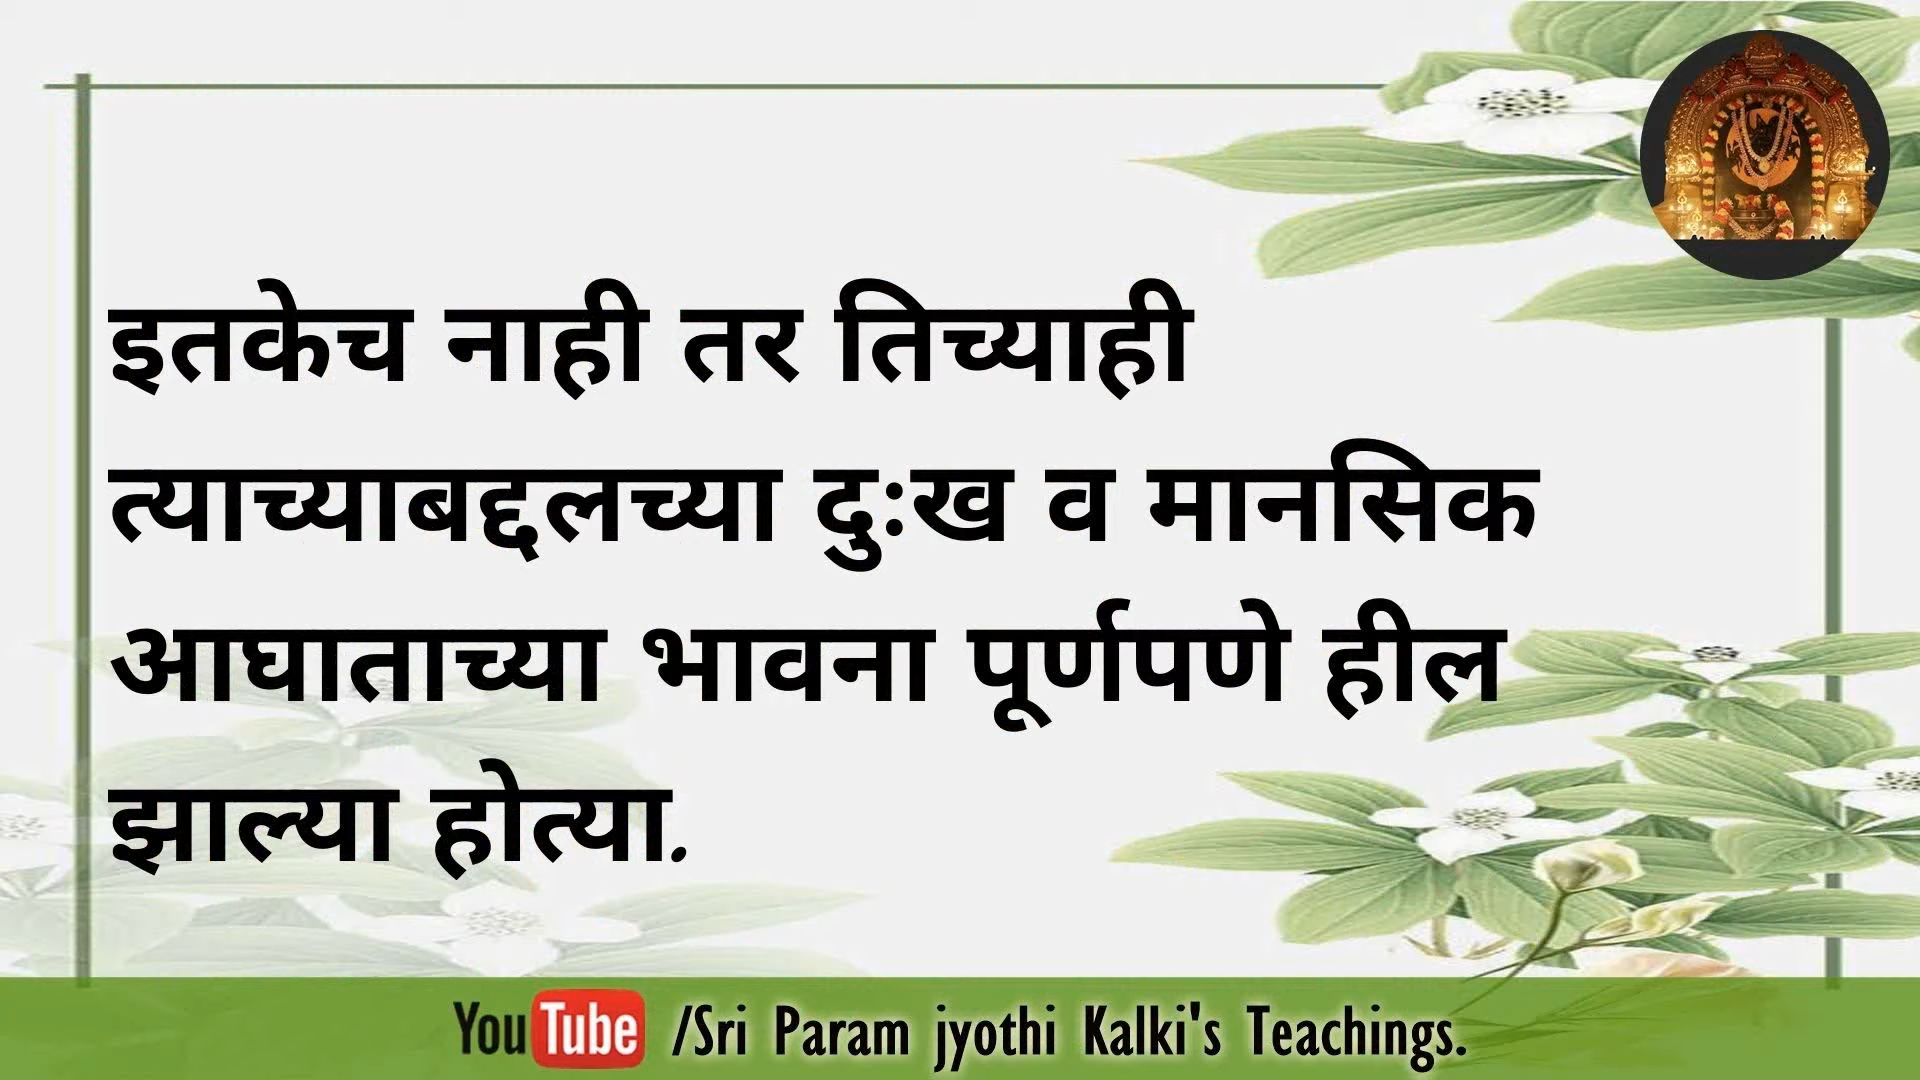 इतकेच नाही तर तिच्याही
त्याच्याबद्दलच्या दुःख व मानसिक
आघाताच्या भावना पूर्णपणे हील
झाल्या होत्या.
YouTube /Sri Param jyothi Kalki's Teachings.